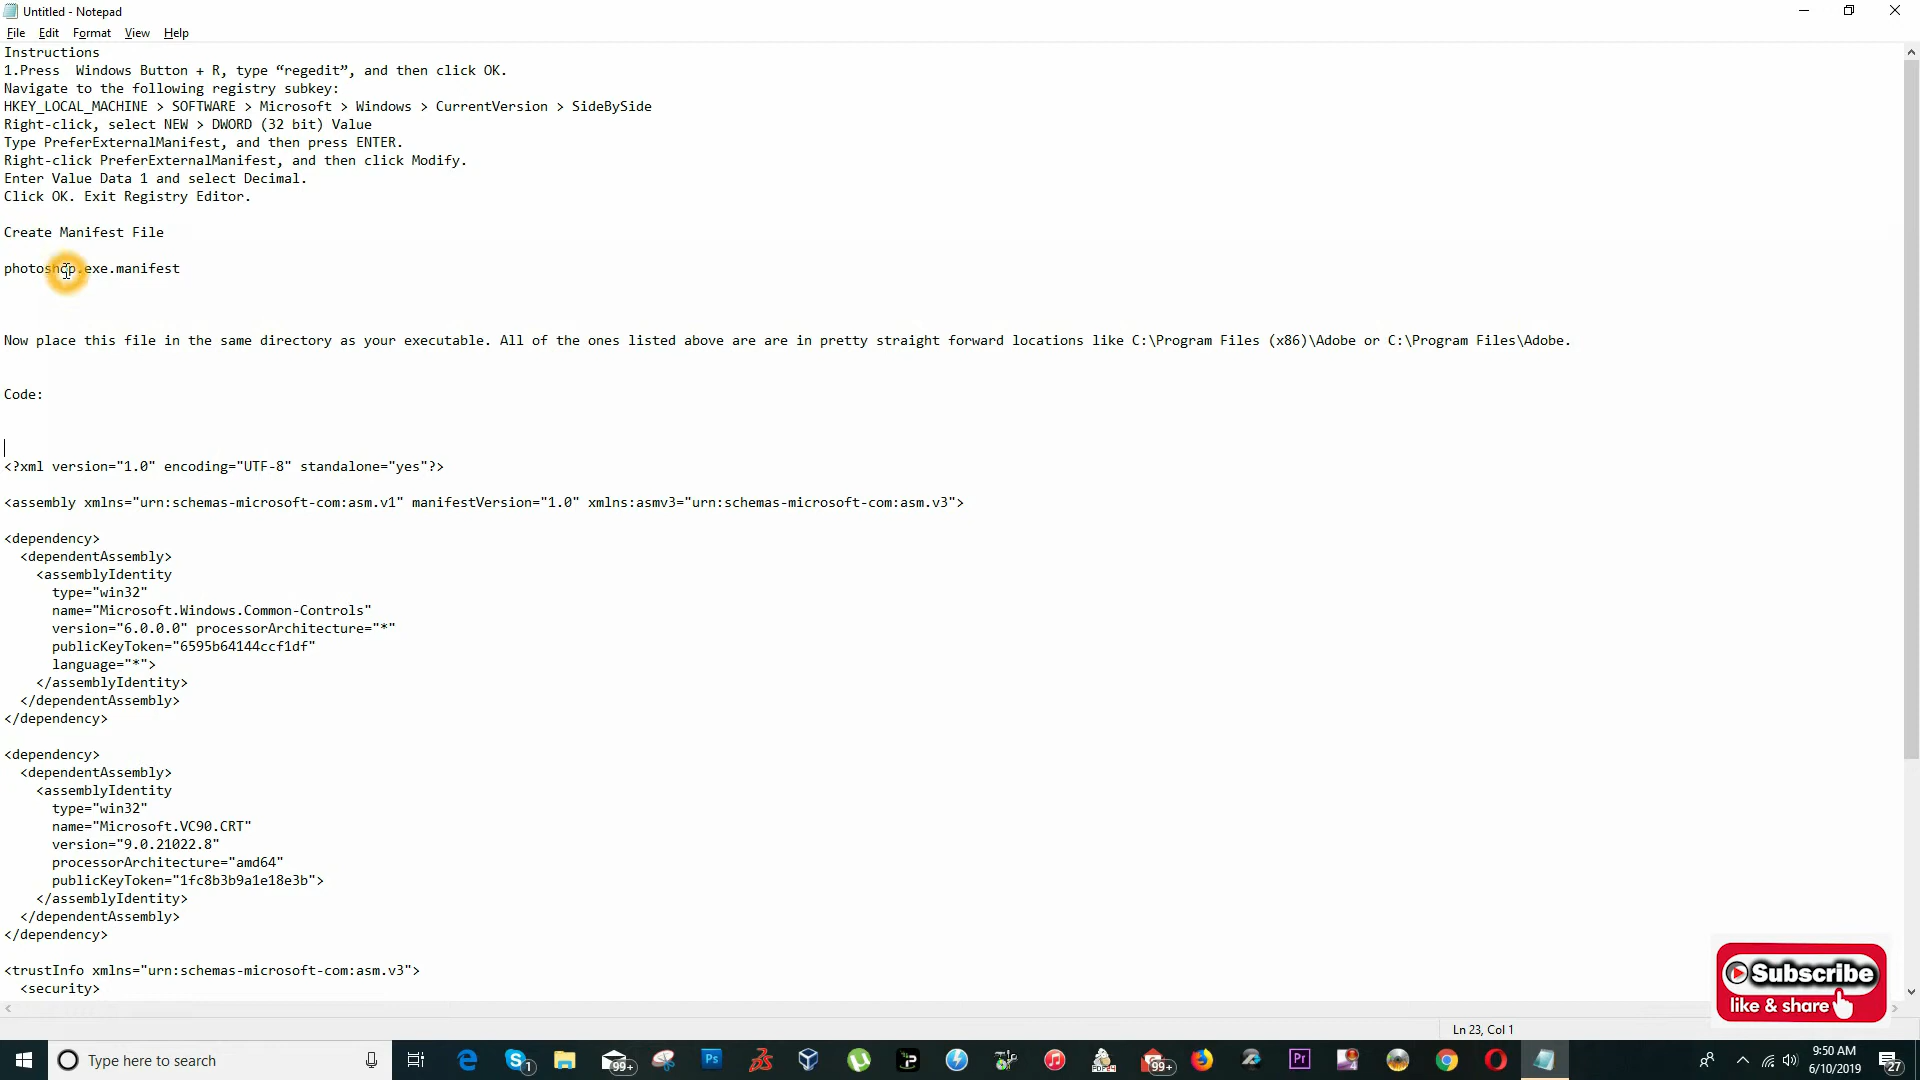 Untitled - Notepad
File Edit Format View Help
Instructions
1.Press  Windows Button + R, type “regedit”, and then click OK.
Navigate to the following registry subkey:
HKEY_LOCAL_MACHINE > SOFTWARE > Microsoft > Windows > CurrentVersion > SideBySide
Right-click, select NEW > DWORD (32 bit) Value
Type PreferExternalManifest, and then press ENTER.
Right-click PreferExternalManifest, and then click Modify.
Enter Value Data 1 and select Decimal.
Click OK. Exit Registry Editor.
Create Manifest File
photoshop.exe.manifest
Now place this file in the same directory as your executable. All of the ones listed above are are in pretty straight forward locations like C:\Program Files (x86)\Adobe or C:\Program Files\Adobe.
Code:
<?xml version="1.0" encoding="UTF-8" standalone="yes"?>
<assembly xmlns="urn:schemas-microsoft-com:asm.v1" manifestVersion="1.0" xmlns:asmv3="urn:schemas-microsoft-com:asm.v3">
<dependency>
<dependentAssembly>
<assemblyIdentity
type="win32"
name="Microsoft.Windows.Common-Controls"
version="6.0.0.0" processorArchitecture="*"
publicKeyToken="6595b64144ccf1df"
language="*">
</assemblyIdentity>
</dependentAssembly>
</dependency>
<dependency>
<dependentAssembly>
<assemblyIdentity
type="win32"
name="Microsoft.VC90.CRT"
version="9.0.21022.8"
processorArchitecture="amd64"
publicKeyToken="1fc8b3b9a1e18e3b">
</assemblyIdentity>
</dependentAssembly>
</dependency>
<trustInfo xmlns="urn:schemas-microsoft-com:asm.v3">
<security>
Subscribe
like & share
Ln 23, Col 1
Type here to search
1
99+
Ps
99+
Pr
4
9:50 AM
6/10/2019
27